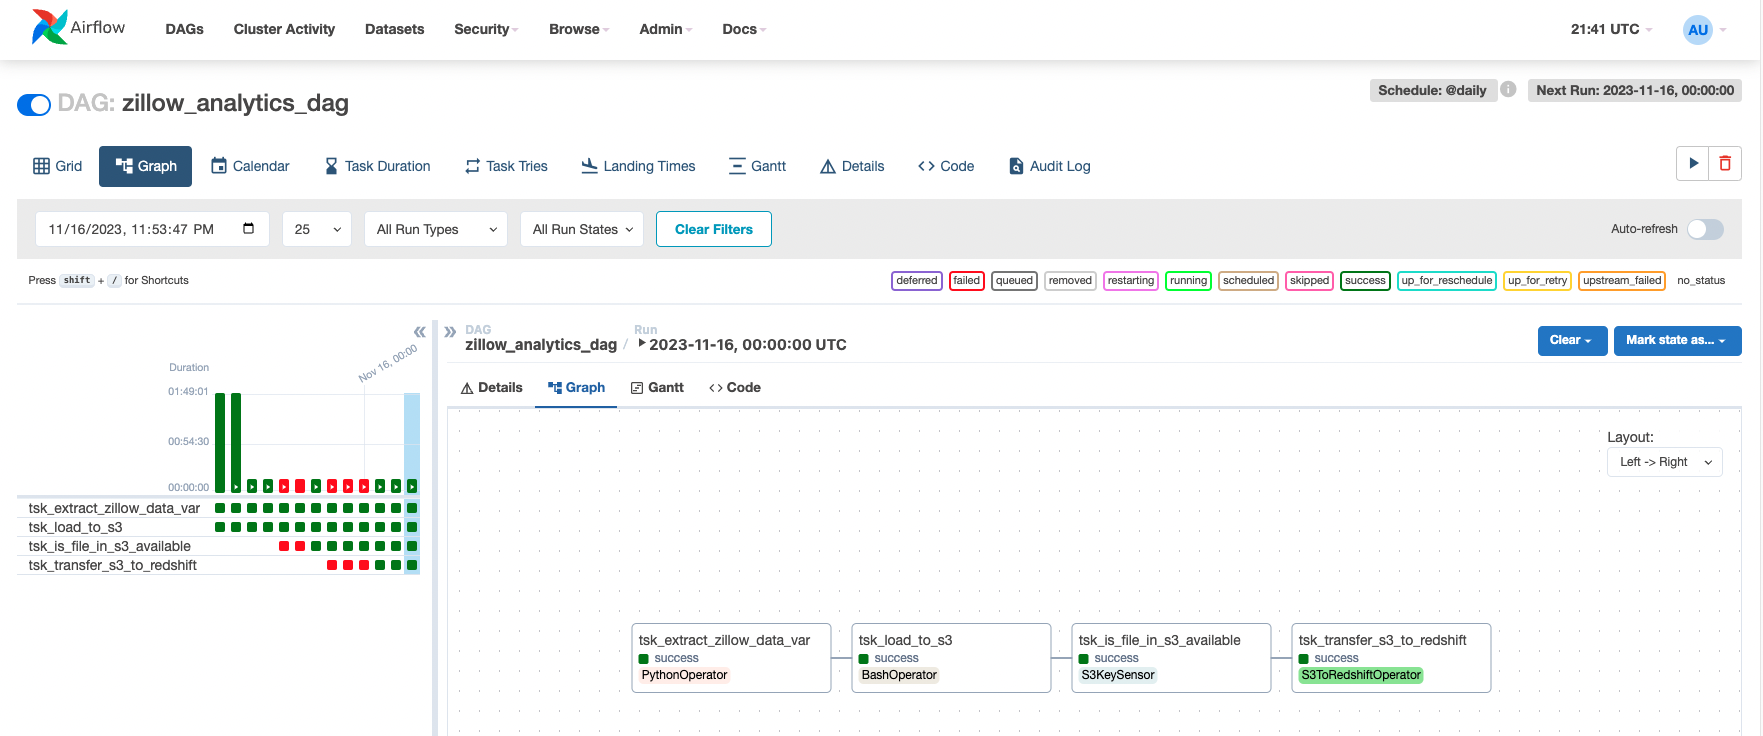 Airflow DAGs Cluster Activity Datasets Security Browse Admin Docs 21:41 UTC AU
DAG: zillow_analytics_dag
Schedule: @daily i Next Run: 2023-11-16, 00:00:00
Grid Graph Calendar Task Duration Task Tries Landing Times Gantt Details Code Audit Log
11/16/2023, 11:53:47 PM 25 All Run Types All Run States Clear Filters Auto-refresh
Press shift + / for Shortcuts
deferred failed queued removed restarting running scheduled skipped success up_for_reschedule up_for_retry upstream_failed no_status
Duration
Nov 16, 00:00
01:49:01
00:54:30
00:00:00
tsk_extract_zillow_data_var
tsk_load_to_s3
tsk_is_file_in_s3_available
tsk_transfer_s3_to_redshift
DAG
zillow_analytics_dag /
Run
2023-11-16, 00:00:00 UTC
Clear Mark state as...
Details Graph Gantt Code
Layout:
Left -> Right
tsk_extract_zillow_data_var
success
PythonOperator
tsk_load_to_s3
success
BashOperator
tsk_is_file_in_s3_available
success
S3KeySensor
tsk_transfer_s3_to_redshift
success
S3ToRedshiftOperator